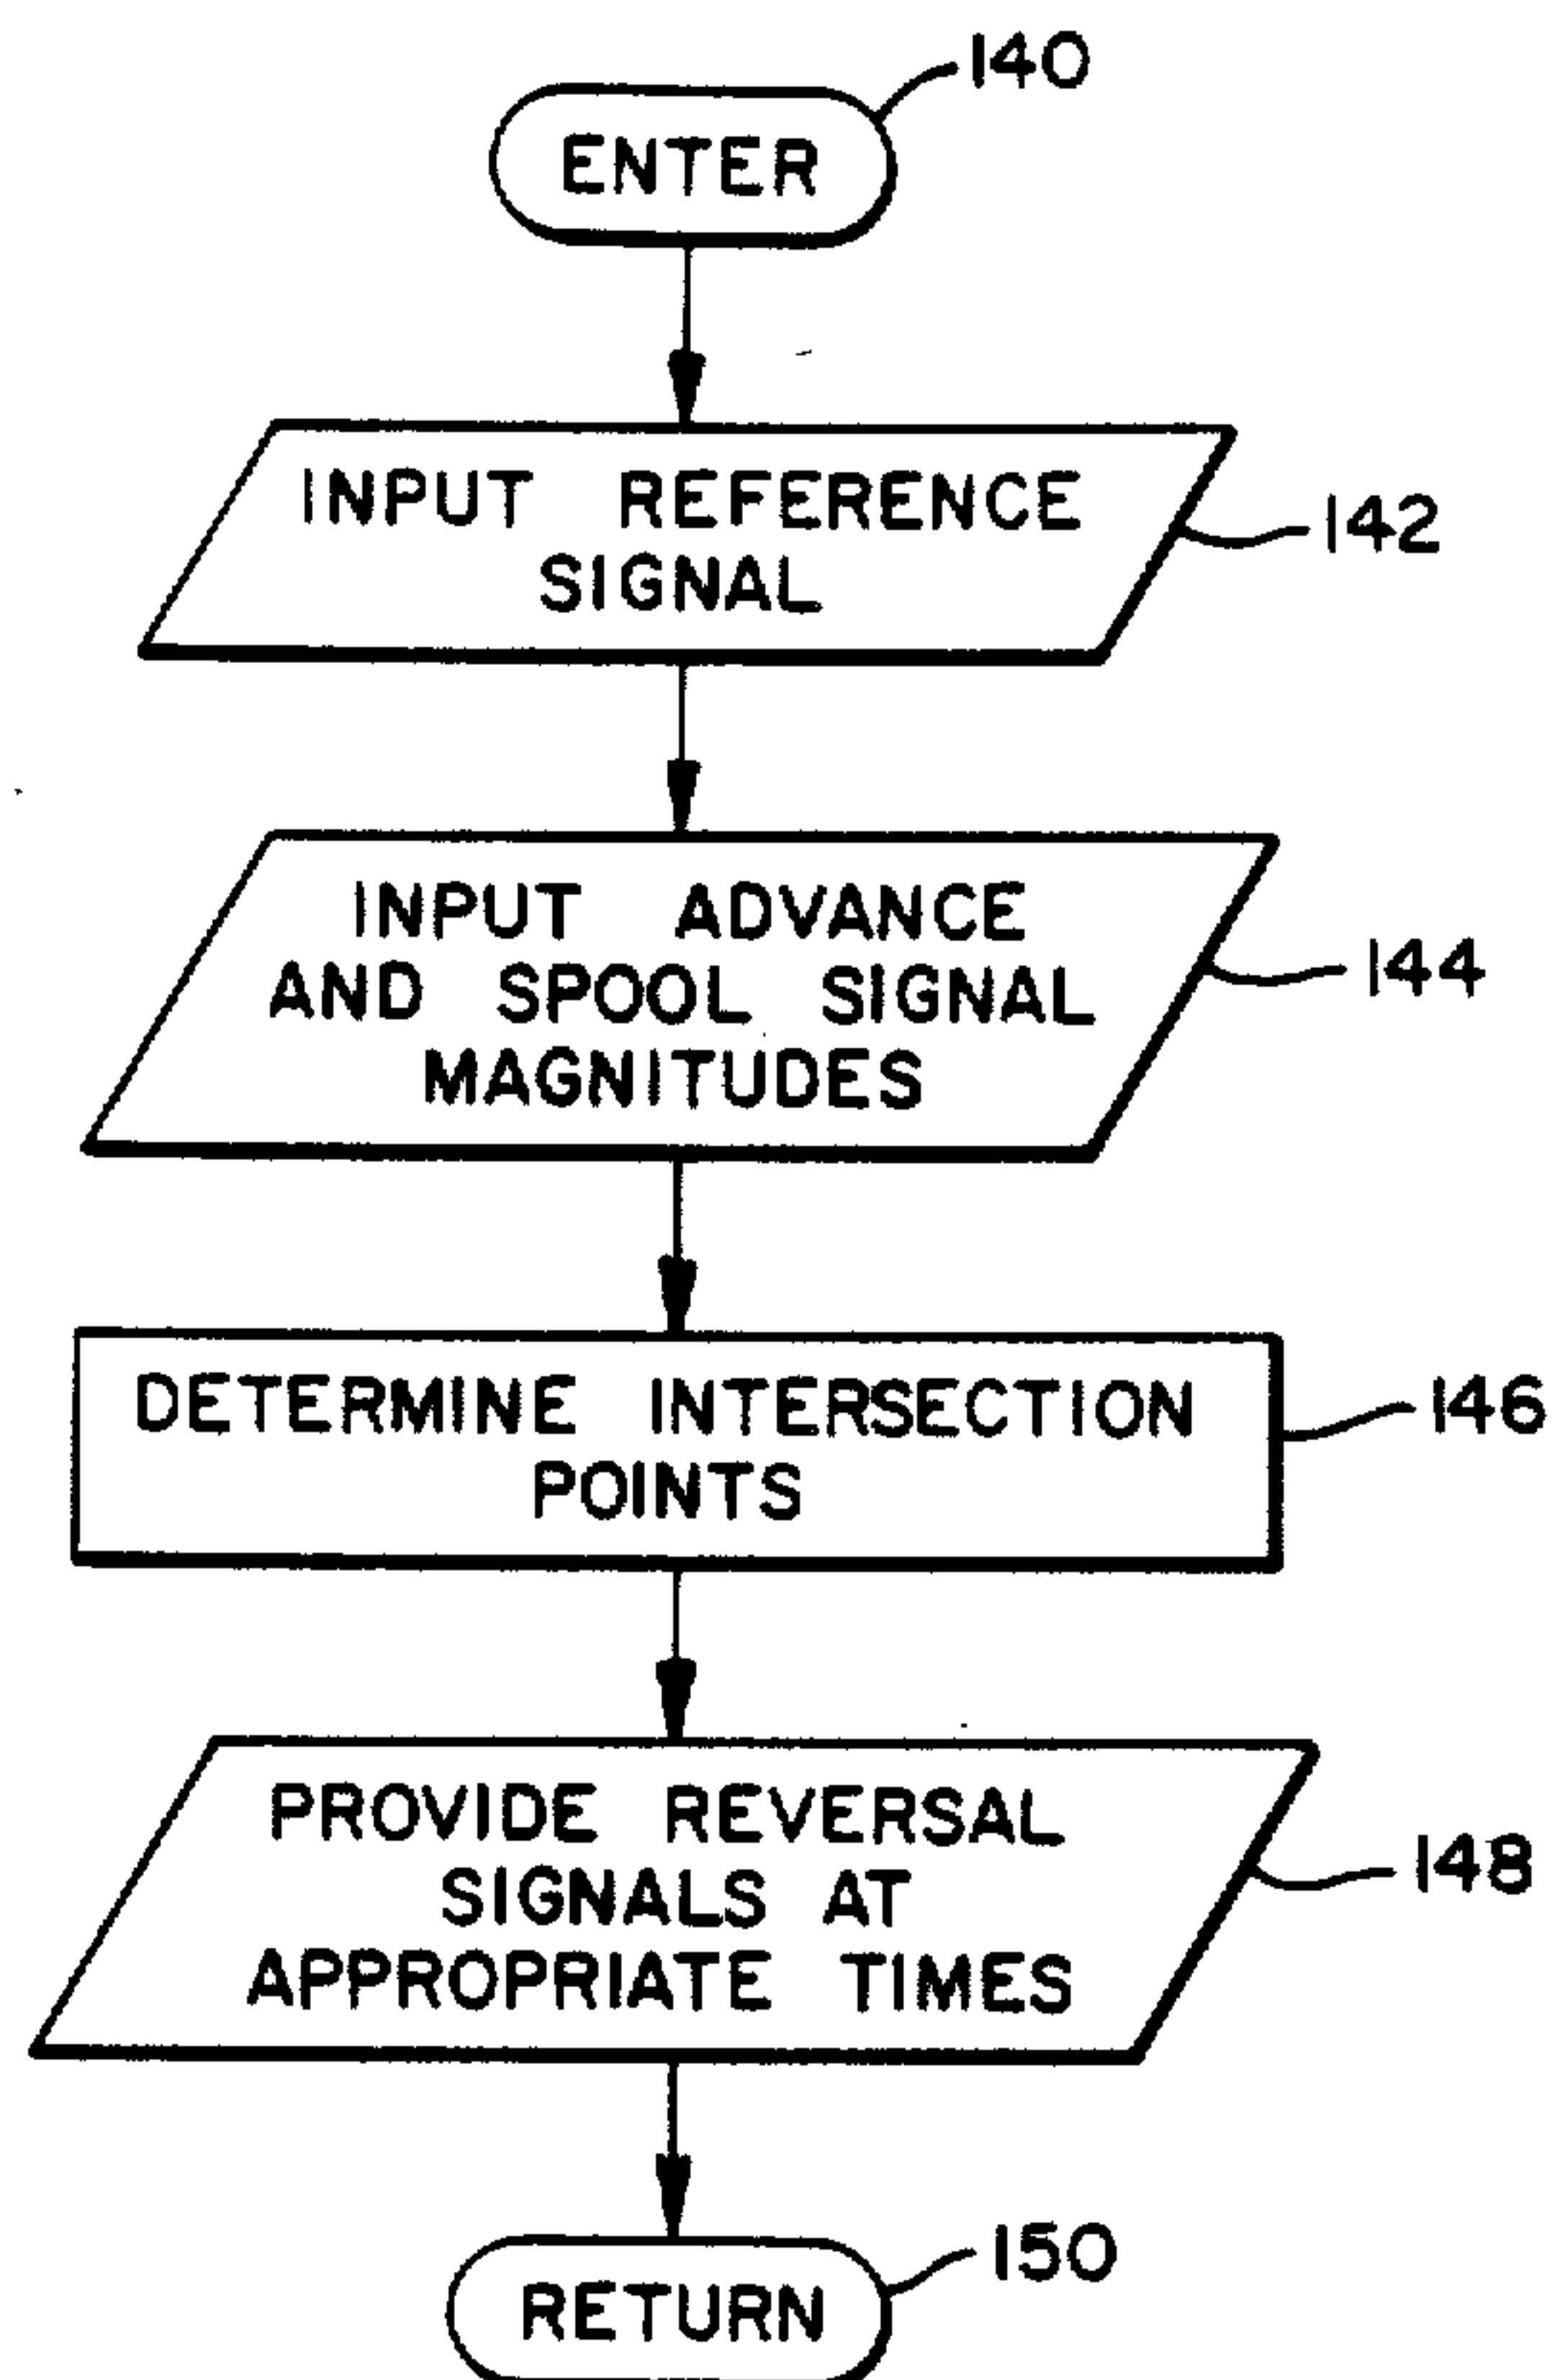 140
ENTER
INPUT REFERENCE
SIGNAL
142
INPUT ADVANCE
AND SPOOL SIGNAL
MAGNITUDES
144
DETERMINE INTERSECTION
POINTS
146
PROVIDE REVERSAL
SIGNALS AT
APPROPRIATE TIMES
148
150
RETURN